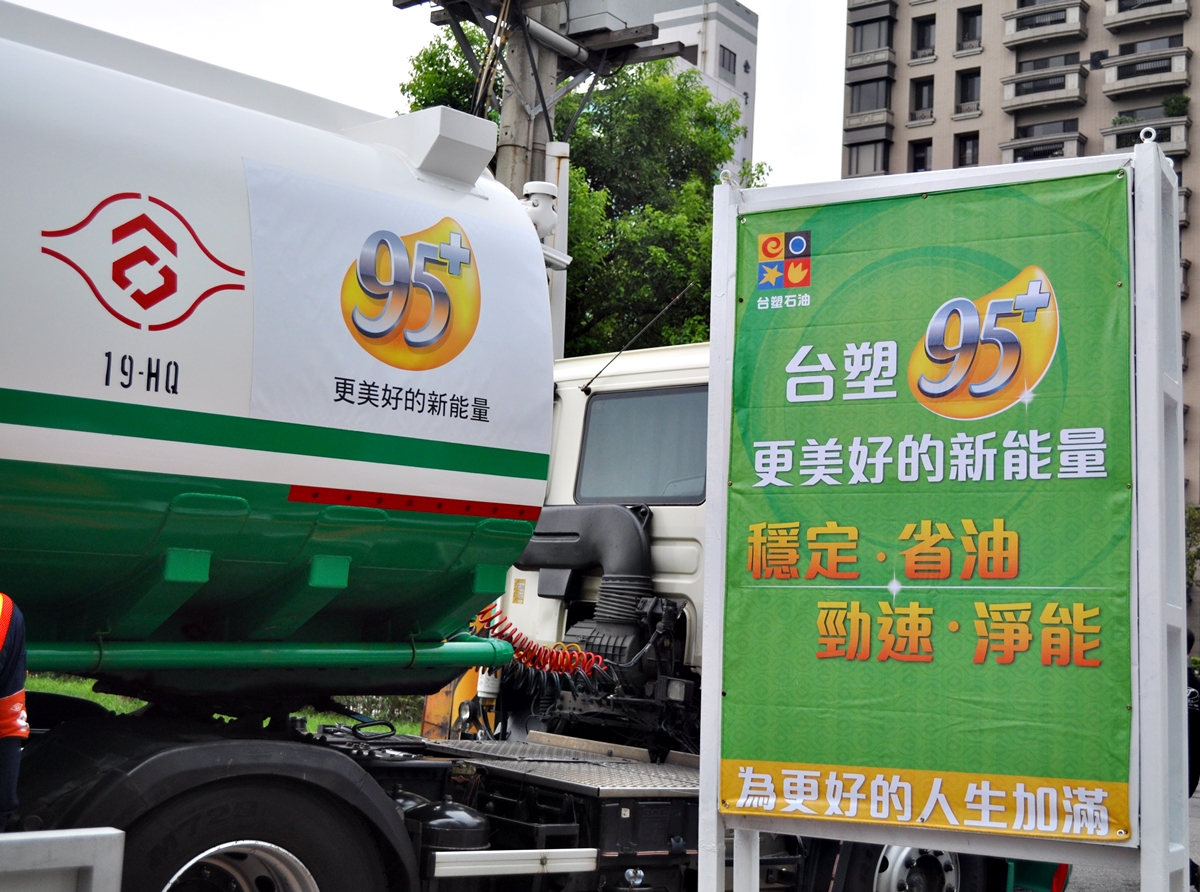 19-HQ
95+
更美好的新能量
台塑石油
台塑 95+
更美好的新能量
穩定·省油
勁速·淨能
為更好的人生加滿